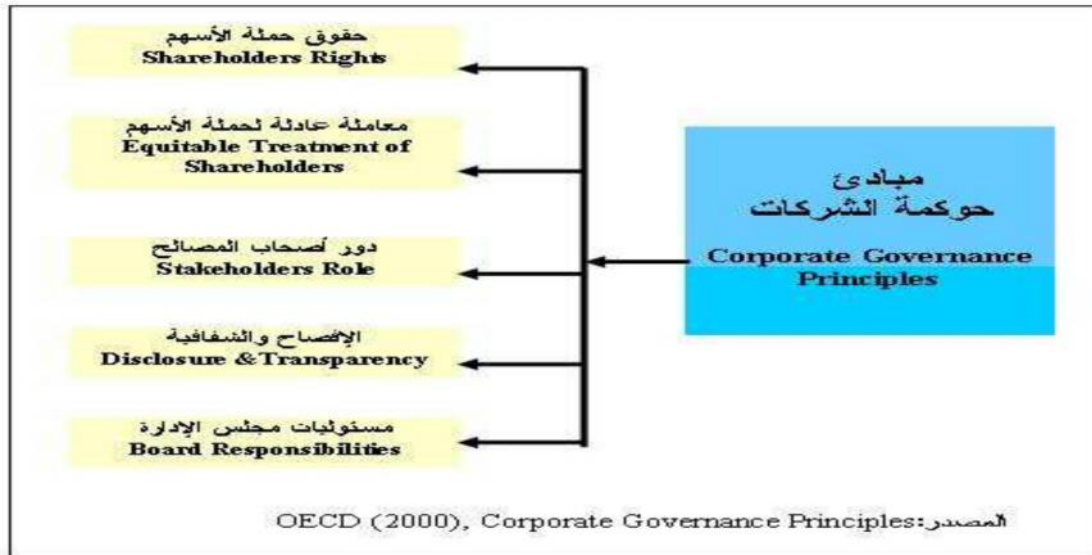 حقوق حملة الأسهم
Shareholders Rights
معاملة عادلة لحملة الأسهم
Equitable Treatment of
Shareholders
دور أصحاب المصالح
Stakeholders Role
الإفصاح والشفافية
Disclosure &Transparency
مسئوليات مجلس الإدارة
Board Responsibilities
مبادئ
حوكمة الشركات
Corporate Governance
Principles
المصدر:OECD (2000), Corporate Governance Principles